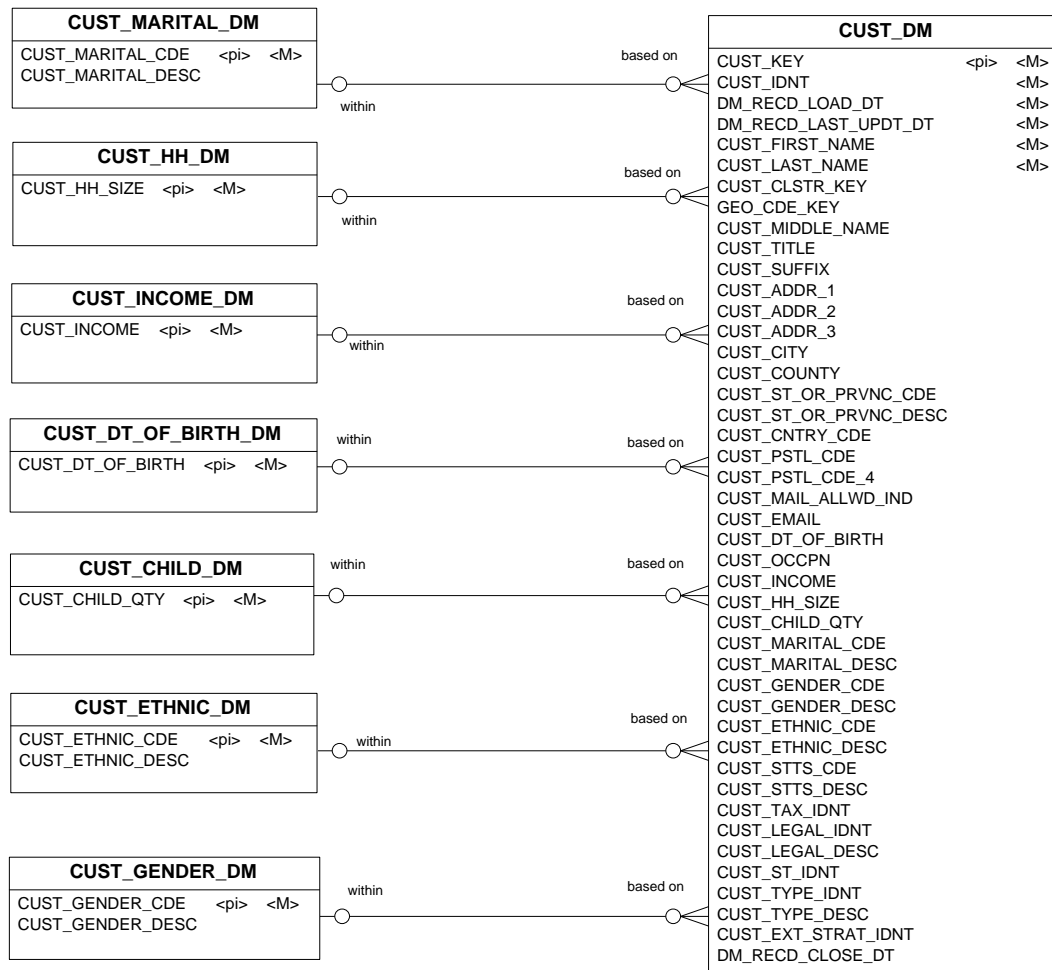 CUST_MARITAL_DM
CUST_MARITAL_CDE <pi> <M>
CUST_MARITAL_DESC
within
based on
CUST_HH_DM
CUST_HH_SIZE <pi> <M>
within
based on
CUST_INCOME_DM
CUST_INCOME <pi> <M>
within
based on
CUST_DT_OF_BIRTH_DM
CUST_DT_OF_BIRTH <pi> <M>
within
based on
CUST_CHILD_DM
CUST_CHILD_QTY <pi> <M>
within
based on
CUST_ETHNIC_DM
CUST_ETHNIC_CDE <pi> <M>
CUST_ETHNIC_DESC
within
based on
CUST_GENDER_DM
CUST_GENDER_CDE <pi> <M>
CUST_GENDER_DESC
within
based on
CUST_DM
CUST_KEY <pi> <M>
CUST_IDNT <M>
DM_RECD_LOAD_DT <M>
DM_RECD_LAST_UPDT_DT <M>
CUST_FIRST_NAME <M>
CUST_LAST_NAME <M>
CUST_CLSTR_KEY
GEO_CDE_KEY
CUST_MIDDLE_NAME
CUST_TITLE
CUST_SUFFIX
CUST_ADDR_1
CUST_ADDR_2
CUST_ADDR_3
CUST_CITY
CUST_COUNTY
CUST_ST_OR_PRVNC_CDE
CUST_ST_OR_PRVNC_DESC
CUST_CNTRY_CDE
CUST_PSTL_CDE
CUST_PSTL_CDE_4
CUST_MAIL_ALLWD_IND
CUST_EMAIL
CUST_DT_OF_BIRTH
CUST_OCCPN
CUST_INCOME
CUST_HH_SIZE
CUST_CHILD_QTY
CUST_MARITAL_CDE
CUST_MARITAL_DESC
CUST_GENDER_CDE
CUST_GENDER_DESC
CUST_ETHNIC_CDE
CUST_ETHNIC_DESC
CUST_STTS_CDE
CUST_STTS_DESC
CUST_TAX_IDNT
CUST_LEGAL_IDNT
CUST_LEGAL_DESC
CUST_ST_IDNT
CUST_TYPE_IDNT
CUST_TYPE_DESC
CUST_EXT_STRAT_IDNT
DM_RECD_CLOSE_DT